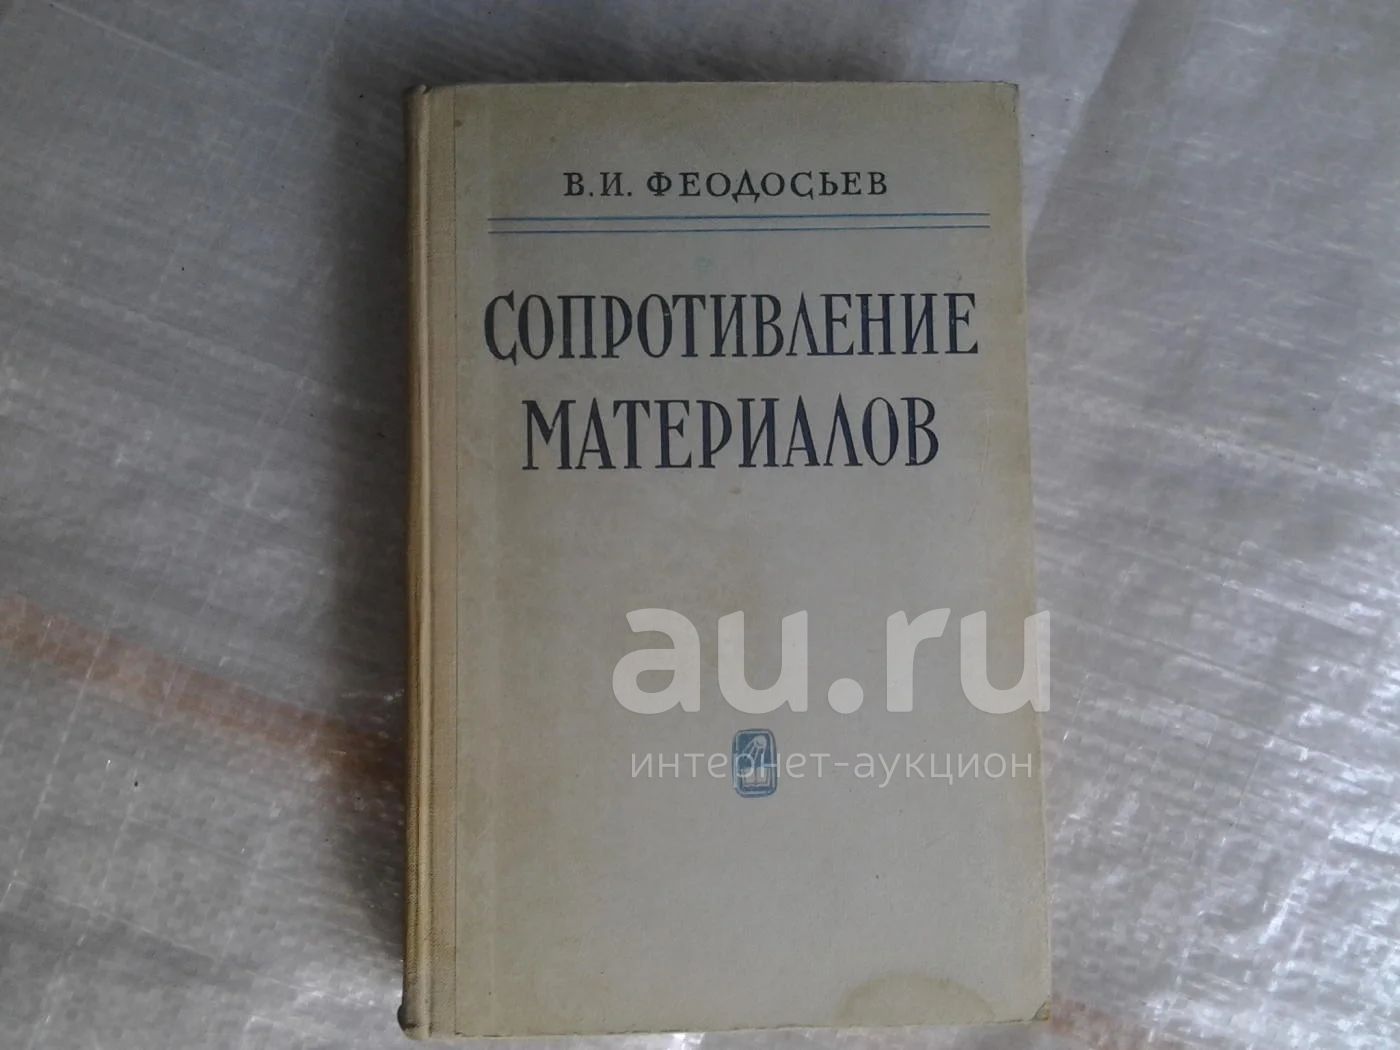 В. И. ФЕОДОСЬЕВ
СОПРОТИВЛЕНИЕ
МАТЕРИАЛОВ
au.ru
интернет-аукцион